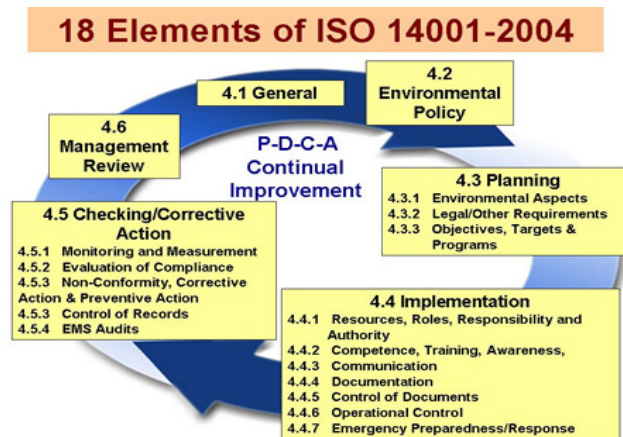 18 Elements of ISO 14001-2004
4.1 General
4.2
Environmental
Policy
4.6
Management
Review
P-D-C-A
Continual
Improvement
4.3 Planning
4.3.1 Environmental Aspects
4.3.2 Legal/Other Requirements
4.3.3 Objectives, Targets &
Programs
4.5 Checking/Corrective
Action
4.5.1 Monitoring and Measurement
4.5.2 Evaluation of Compliance
4.5.3 Non-Conformity, Corrective
Action & Preventive Action
4.5.3 Control of Records
4.5.4 EMS Audits
4.4 Implementation
4.4.1 Resources, Roles, Responsibility and
Authority
4.4.2 Competence, Training, Awareness,
4.4.3 Communication
4.4.4 Documentation
4.4.5 Control of Documents
4.4.6 Operational Control
4.4.7 Emergency Preparedness/Response